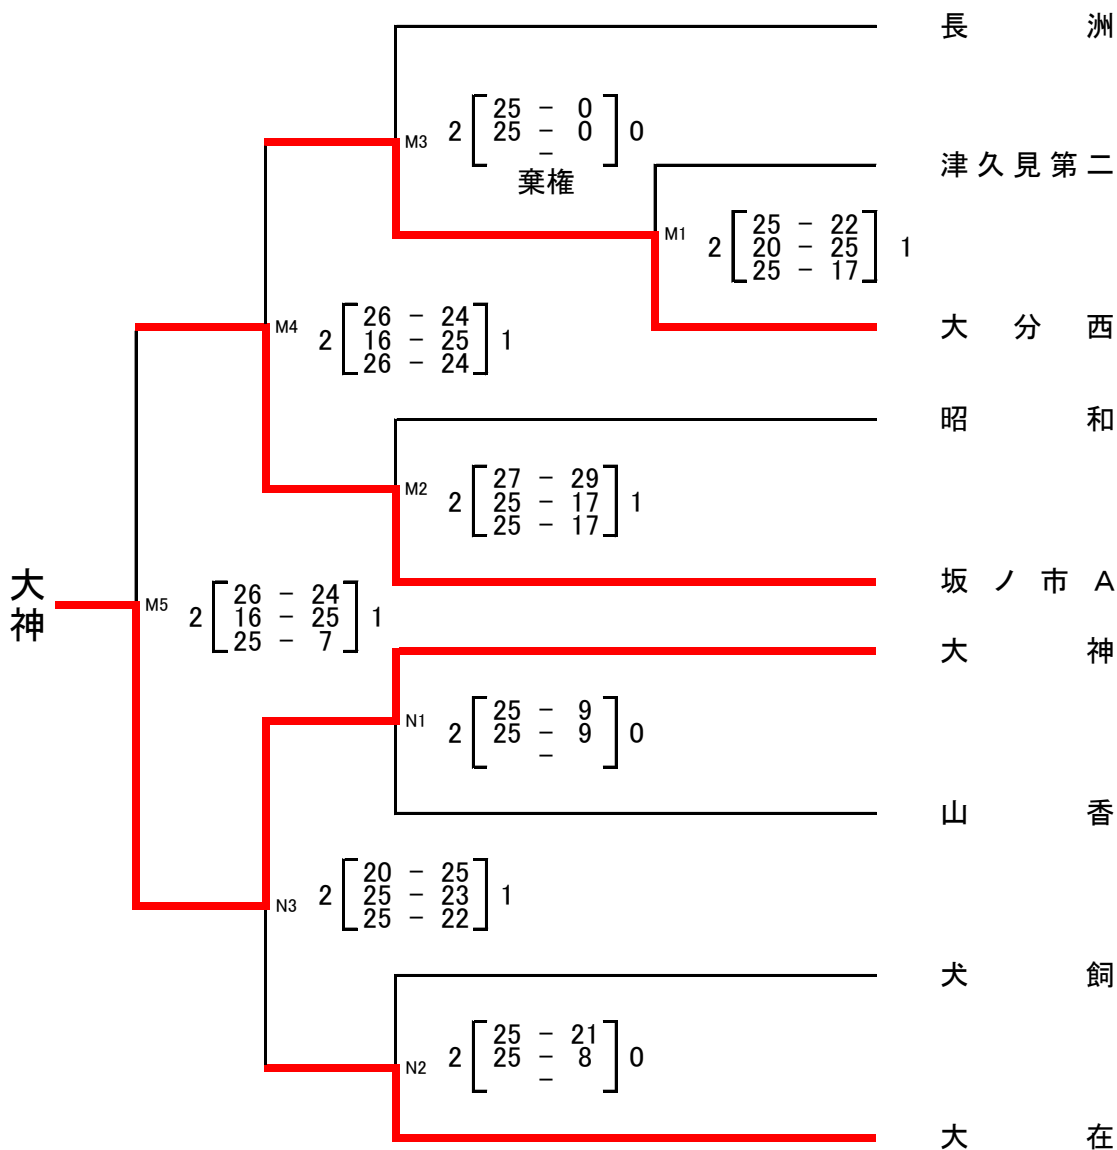 長洲
2 25 - 0 0
25 - 0
-
M3
棄権
津久見第二
M1
2 25 - 22 1
20 - 25
25 - 17
大分西
M4
2 26 - 24 1
16 - 25
26 - 24
昭和
M2
2 27 - 29 1
25 - 17
25 - 17
坂ノ市A
大神
M5
2 26 - 24 1
16 - 25
25 - 7
大神
N1
2 25 - 9 0
25 - 9
-
山香
N3
2 20 - 25 1
25 - 23
25 - 22
犬飼
N2
2 25 - 21 0
25 - 8
-
大在